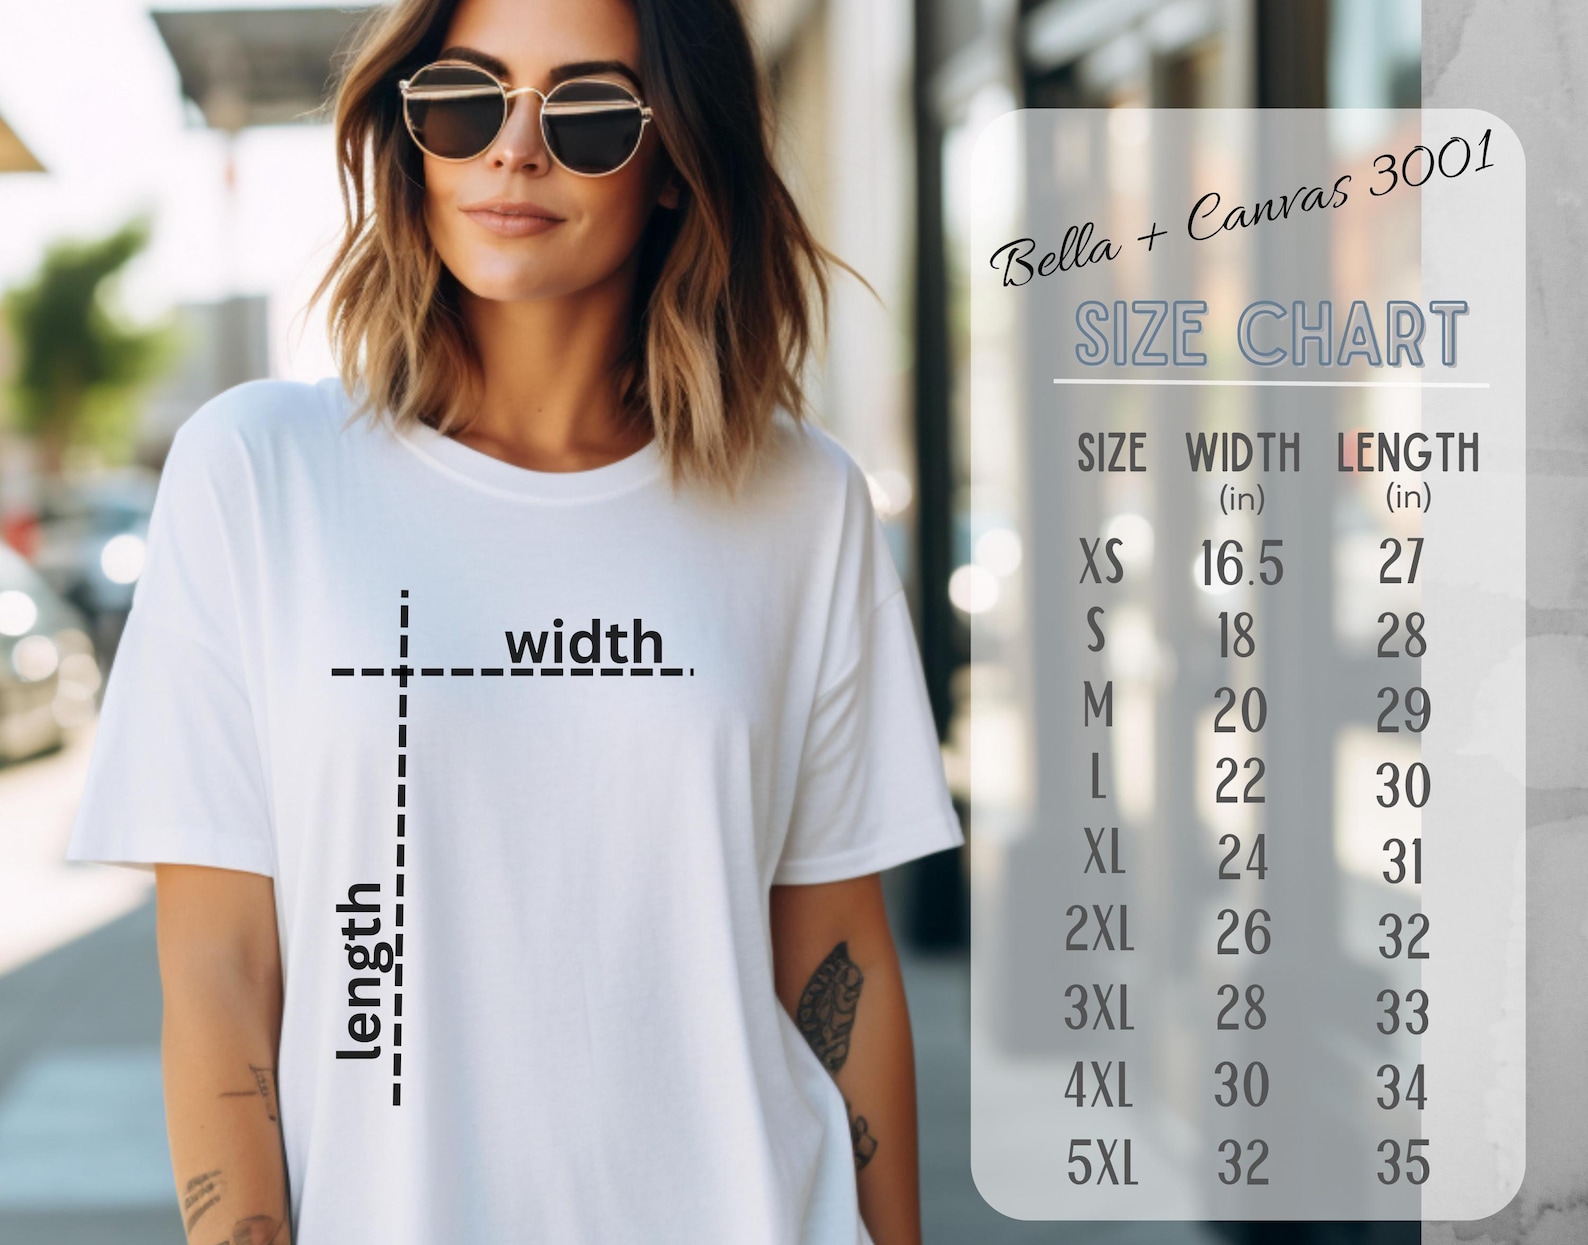 Bella + Canvas 3001
SIZE CHART
SIZE WIDTH LENGTH
(in) (in)
XS 16.5 27
S 18 28
M 20 29
L 22 30
XL 24 31
2XL 26 32
3XL 28 33
4XL 30 34
5XL 32 35
width
length